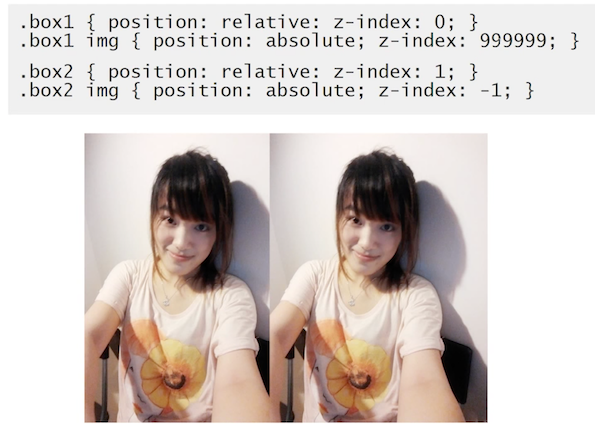 .box1 { position: relative; z-index: 0; }
.box1 img { position: absolute; z-index: 999999; }
.box2 { position: relative: z-index: 1; }
.box2 img { position: absolute; z-index: -1; }